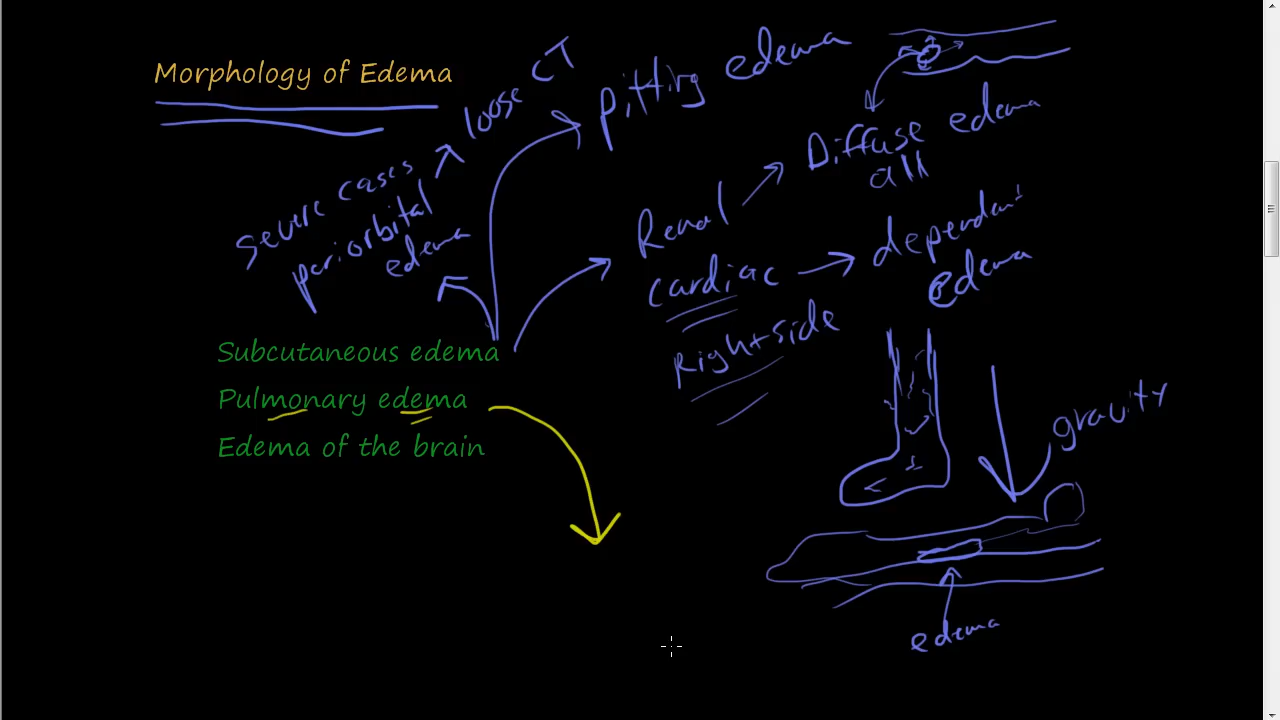 Morphology of Edema
loose CT
pitting edema
severe cases
periorbital
edema
Renal
Diffuse edema
all
cardiac
dependent
edema
Right side
Subcutaneous edema
Pulmonary edema
Edema of the brain
gravity
edema